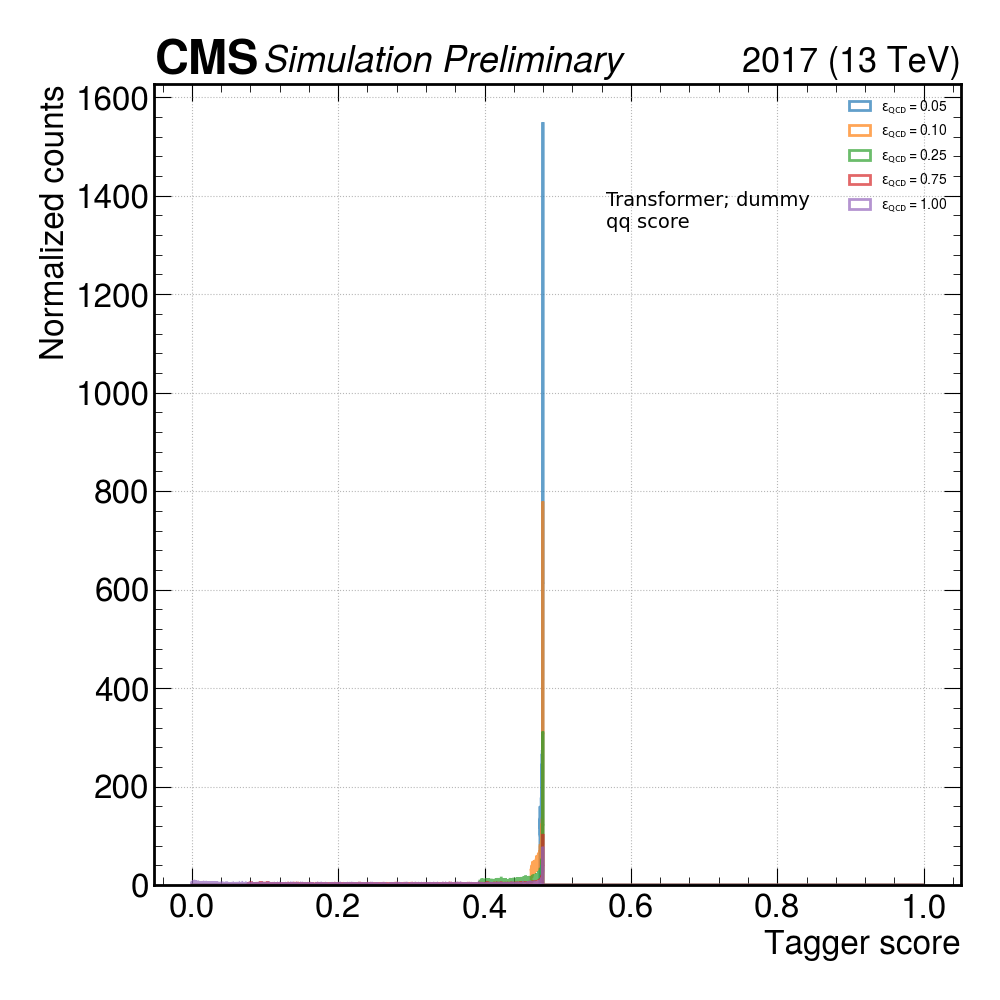 CMS Simulation Preliminary 2017 (13 TeV)
Normalized counts
1600
1400
1200
1000
800
600
400
200
0
εQCD = 0.05
εQCD = 0.10
εQCD = 0.25
εQCD = 0.75
εQCD = 1.00
Transformer; dummy
qq score
0.0 0.2 0.4 0.6 0.8 1.0
Tagger score